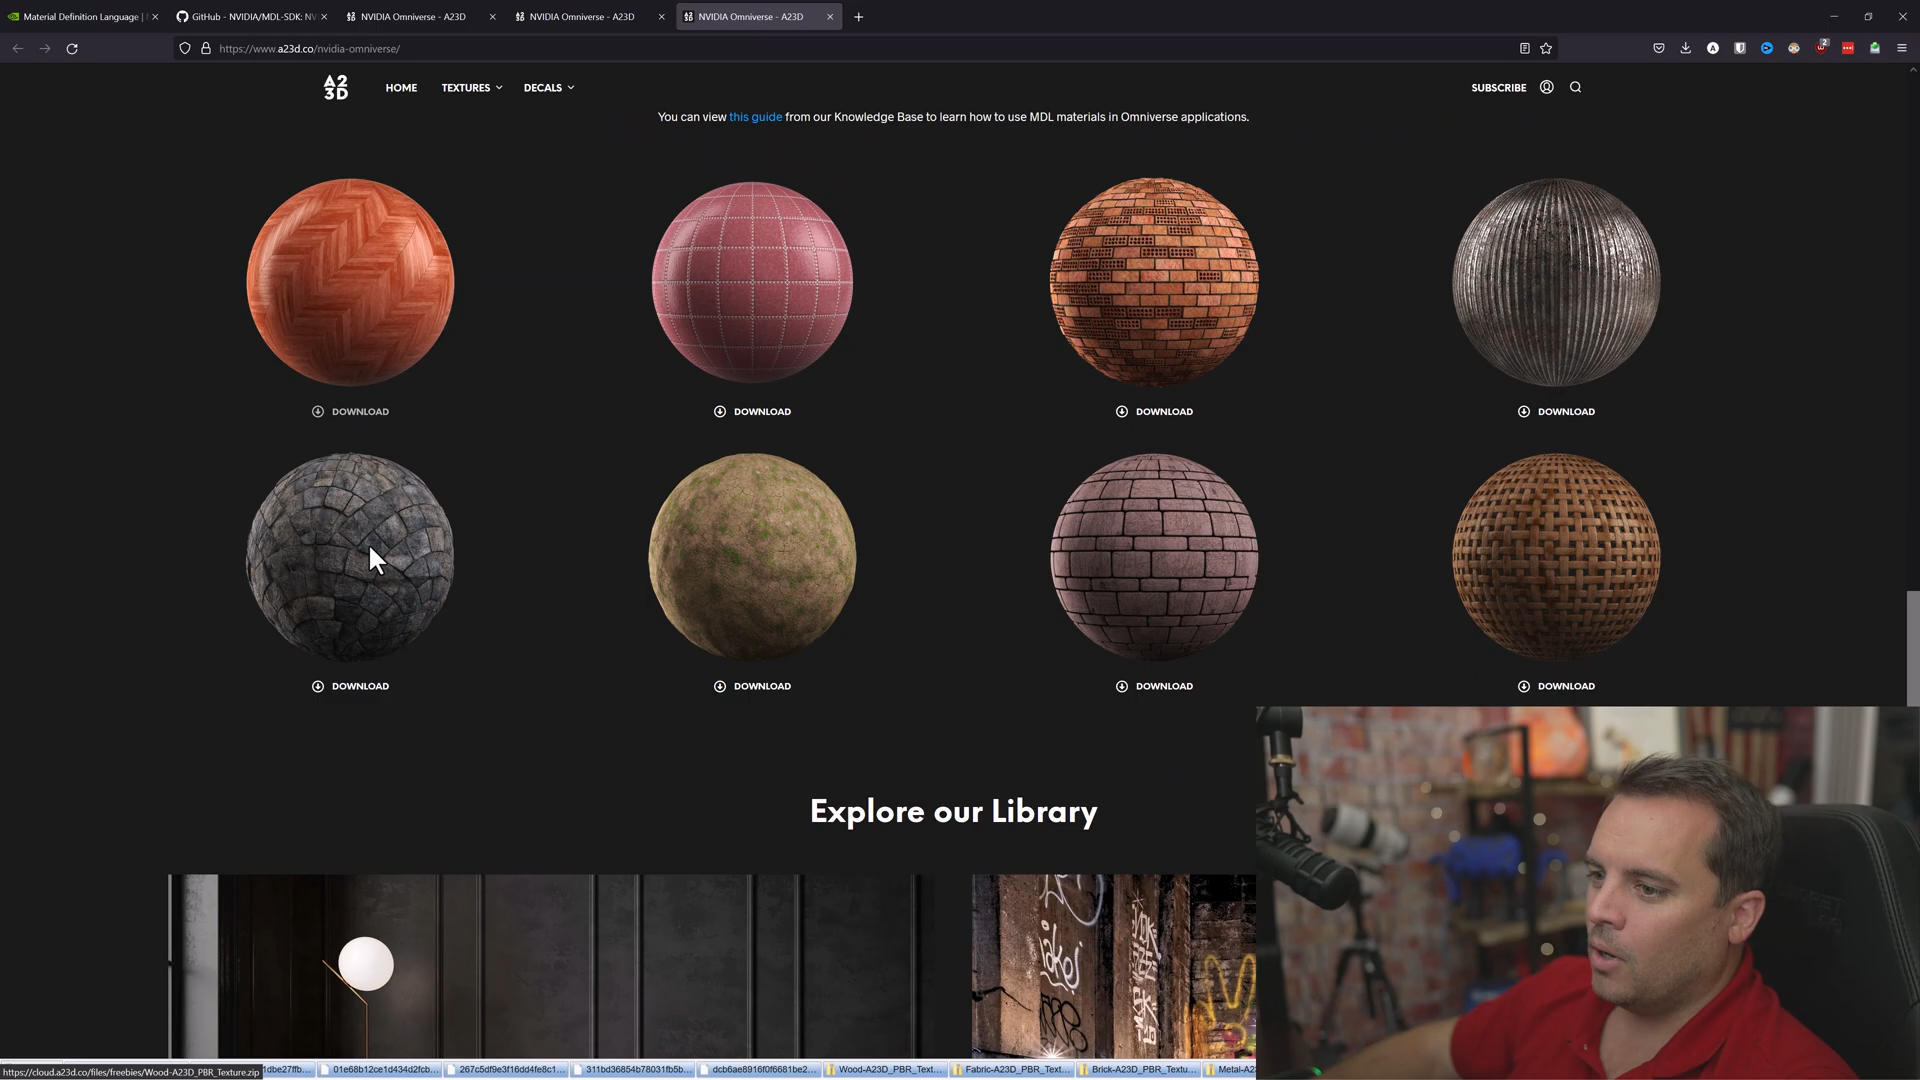 Material Definition Language |
GitHub - NVIDIA/MDL-SDK: NV
NVIDIA Omniverse - A23D
NVIDIA Omniverse - A23D
NVIDIA Omniverse - A23D
https://www.a23d.co/nvidia-omniverse/
2
A2
3D
HOME
TEXTURES
DECALS
SUBSCRIBE
You can view this guide from our Knowledge Base to learn how to use MDL materials in Omniverse applications.
DOWNLOAD
DOWNLOAD
DOWNLOAD
DOWNLOAD
DOWNLOAD
DOWNLOAD
DOWNLOAD
DOWNLOAD
Explore our Library
https://cloud.a23d.co/files/freebies/Wood-A23D_PBR_Texture.zip
1dbe27ffb...
01e68b12ce1d434d2fcb...
267c5df9e3f16dd4fe8c1...
311bd36854b78031fb5b...
dcb6ae8916f0f6681be2...
Wood-A23D_PBR_Text...
Fabric-A23D_PBR_Text...
Brick-A23D_PBR_Textu...
Metal-A2